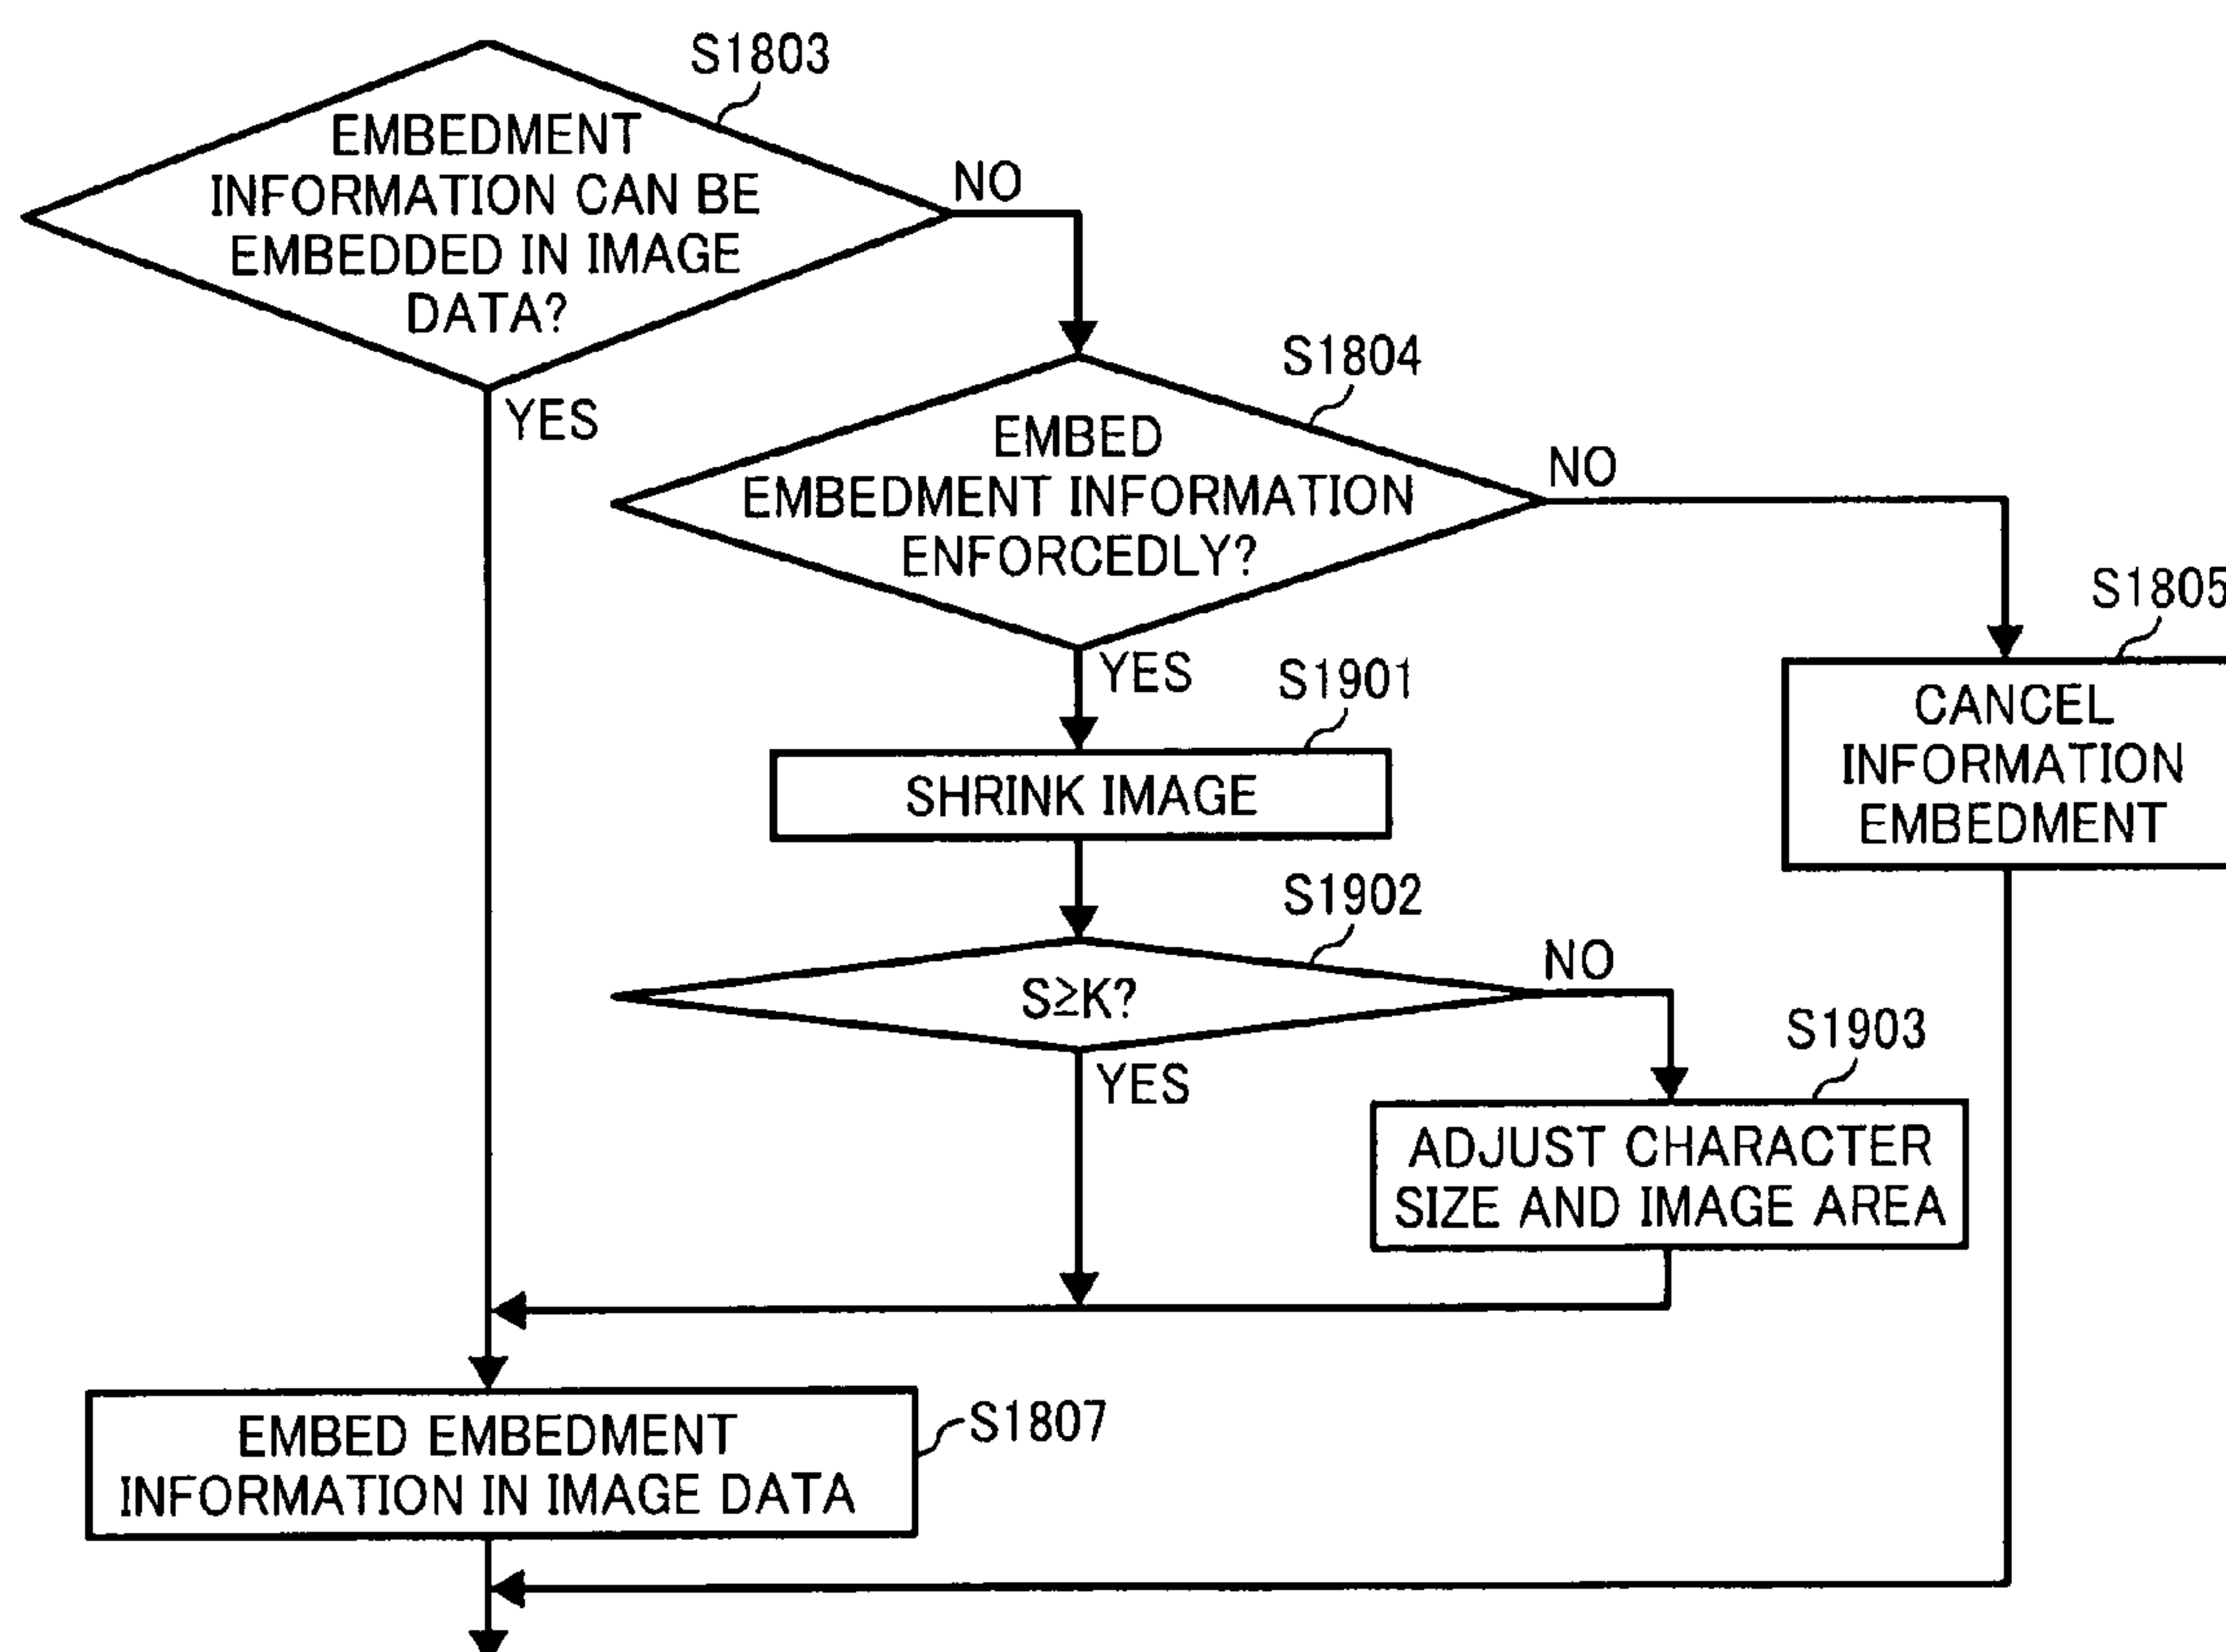 S1803
EMBEDMENT
INFORMATION CAN BE
EMBEDDED IN IMAGE
DATA?
NO
YES
S1804
EMBED
EMBEDMENT INFORMATION
ENFORCEDLY?
NO
YES
S1805
CANCEL
INFORMATION
EMBEDMENT
S1901
SHRINK IMAGE
S1902
S≥K?
NO
YES
S1903
ADJUST CHARACTER
SIZE AND IMAGE AREA
EMBED EMBEDMENT
INFORMATION IN IMAGE DATA
S1807